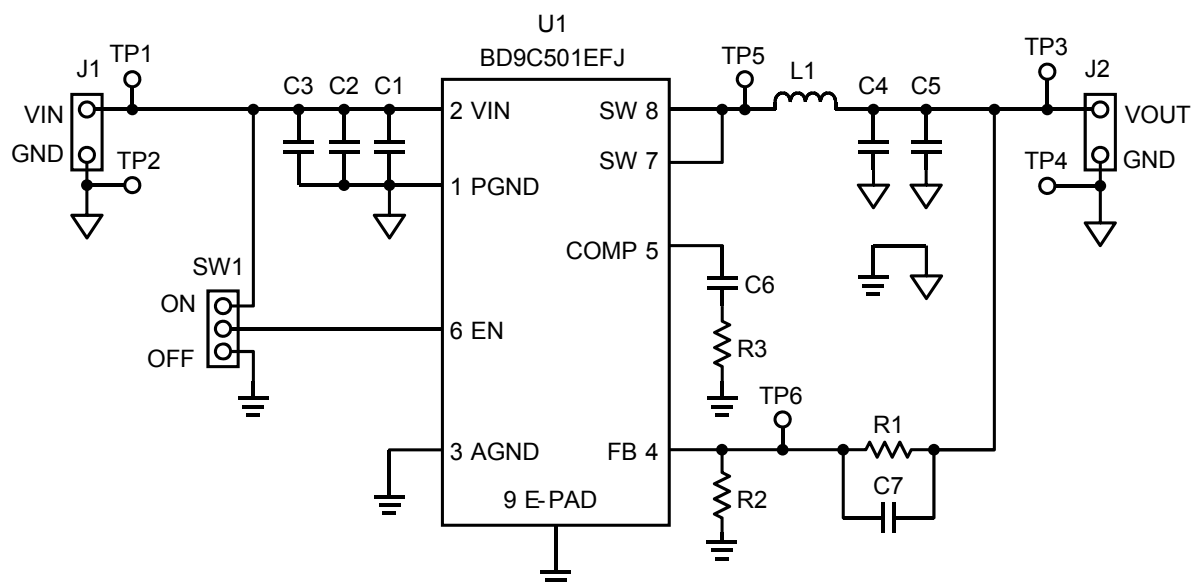 U1
BD9C501EFJ
TP1
TP5
TP3
J1
C3 C2 C1
L1
C4 C5
J2
VIN
2 VIN
SW 8
VOUT
GND
TP2
SW 7
TP4
GND
1 PGND
COMP 5
SW1
C6
ON
6 EN
R3
OFF
TP6
R1
3 AGND
FB 4
C7
9 E-PAD
R2